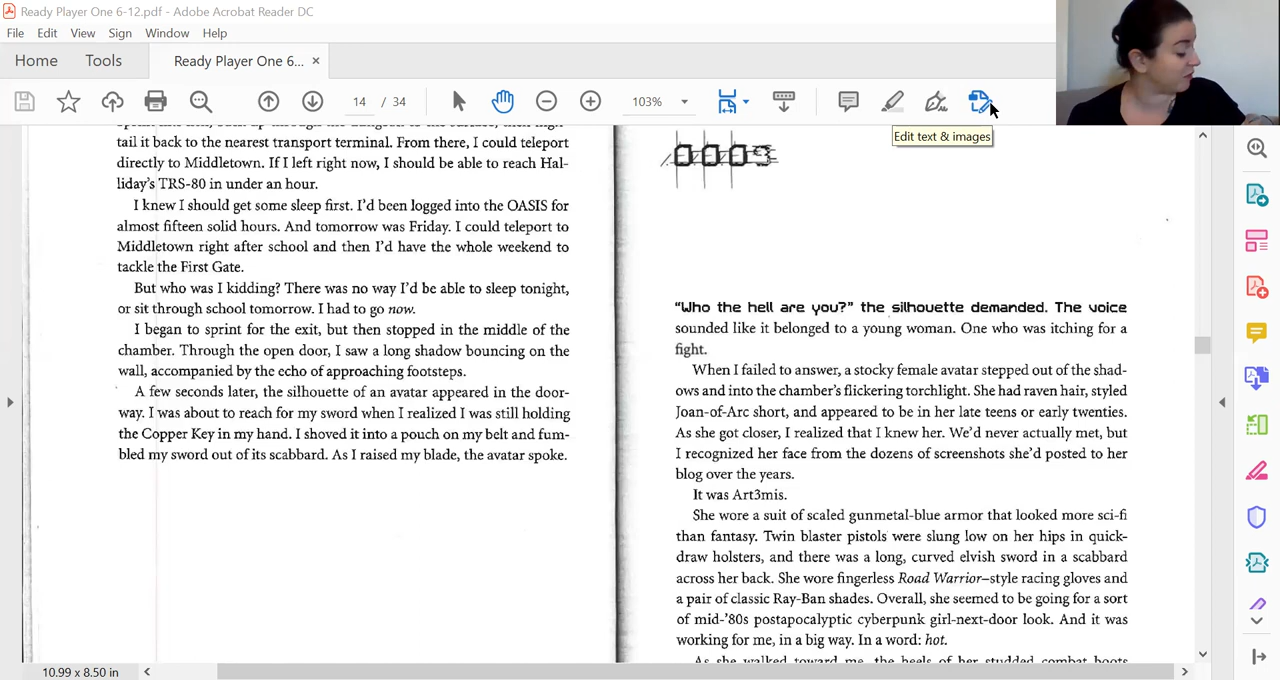 Ready Player One 6-12.pdf - Adobe Acrobat Reader DC
File Edit View Sign Window Help
Home Tools Ready Player One 6... ×
14 / 34 103%
Edit text & images
tail it back to the nearest transport terminal. From there, I could teleport
directly to Middletown. If I left right now, I should be able to reach Hal-
liday's TRS-80 in under an hour.
I knew I should get some sleep first. I'd been logged into the OASIS for
almost fifteen solid hours. And tomorrow was Friday. I could teleport to
Middletown right after school and then I'd have the whole weekend to
tackle the First Gate.
But who was I kidding? There was no way I'd be able to sleep tonight,
or sit through school tomorrow. I had to go now.
I began to sprint for the exit, but then stopped in the middle of the
chamber. Through the open door, I saw a long shadow bouncing on the
wall, accompanied by the echo of approaching footsteps.
A few seconds later, the silhouette of an avatar appeared in the door-
way. I was about to reach for my sword when I realized I was still holding
the Copper Key in my hand. I shoved it into a pouch on my belt and fum-
bled my sword out of its scabbard. As I raised my blade, the avatar spoke.
"Who the hell are you?" the silhouette demanded. The voice
sounded like it belonged to a young woman. One who was itching for a
fight.
When I failed to answer, a stocky female avatar stepped out of the shad-
ows and into the chamber's flickering torchlight. She had raven hair, styled
Joan-of-Arc short, and appeared to be in her late teens or early twenties.
As she got closer, I realized that I knew her. We'd never actually met, but
I recognized her face from the dozens of screenshots she'd posted to her
blog over the years.
It was Art3mis.
She wore a suit of scaled gunmetal-blue armor that looked more sci-fi
than fantasy. Twin blaster pistols were slung low on her hips in quick-
draw holsters, and there was a long, curved elvish sword in a scabbard
across her back. She wore fingerless Road Warrior–style racing gloves and
a pair of classic Ray-Ban shades. Overall, she seemed to be going for a sort
of mid-'80s postapocalyptic cyberpunk girl-next-door look. And it was
working for me, in a big way. In a word: hot.
As she walked toward me, the heels of her studded combat boots
10.99 x 8.50 in